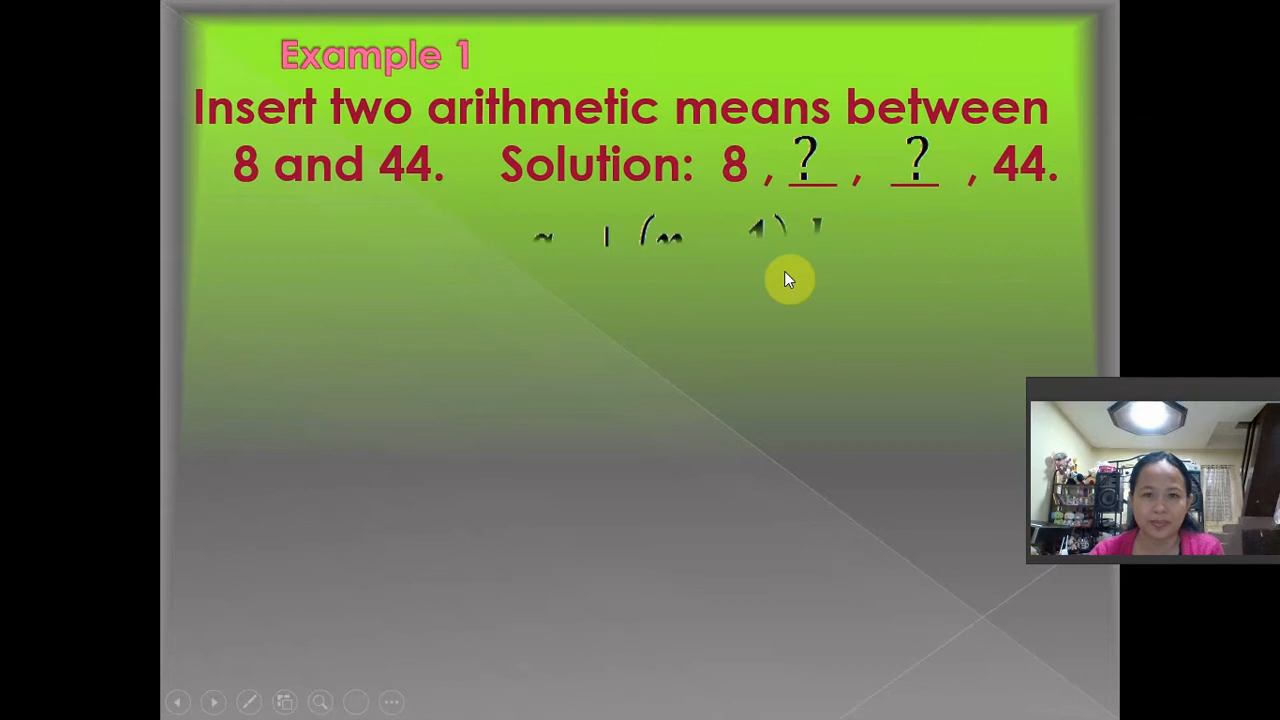 Example 1
Insert two arithmetic means between
8 and 44. Solution: 8 , ? , ? , 44.